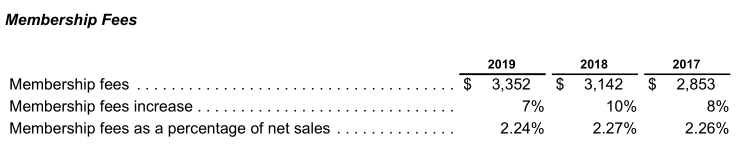 Membership Fees
2019 2018 2017
Membership fees . . . . . . . . . . . . . . . . . . . . . . . . . . . . . . . . . . . . . $ 3,352 $ 3,142 $ 2,853
Membership fees increase . . . . . . . . . . . . . . . . . . . . . . . . . . . . . . 7% 10% 8%
Membership fees as a percentage of net sales . . . . . . . . . . . . . . 2.24% 2.27% 2.26%